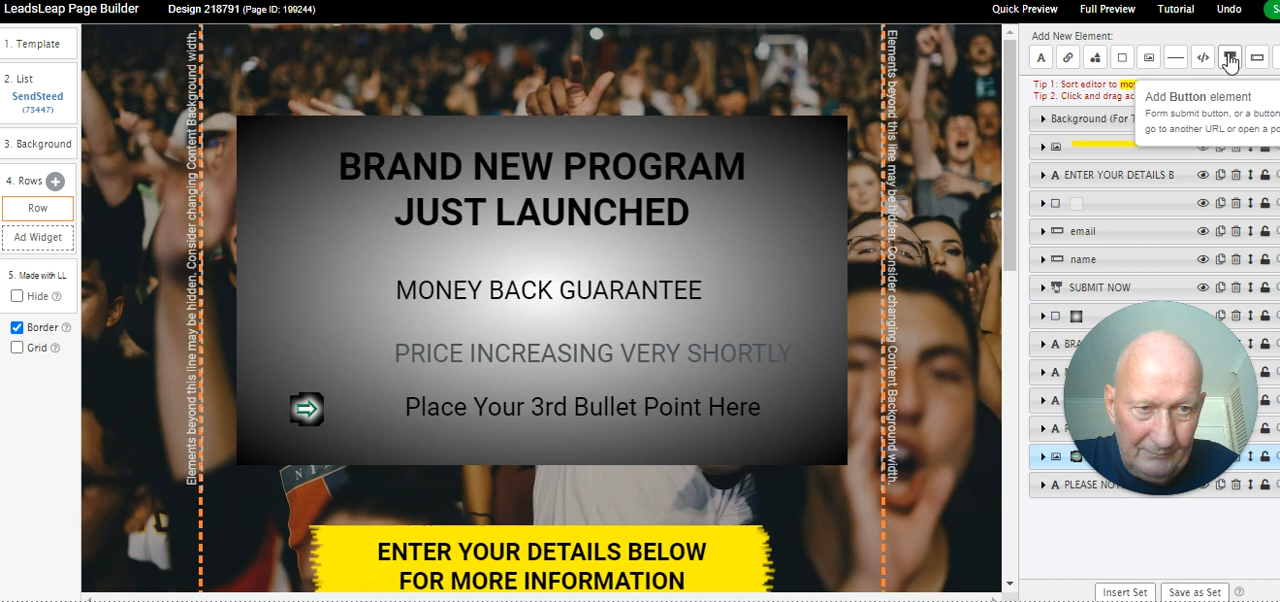 LeadsLeap Page Builder
Design 218791 (Page ID: 199244)
Quick Preview
Full Preview
Tutorial
Undo
1. Template
2. List
SendSteed
(73447)
3. Background
4. Rows
Row
Ad Widget
5. Made with LL
Hide
Border
Grid
Elements beyond this line may be hidden. Consider changing Content Background width.
BRAND NEW PROGRAM
JUST LAUNCHED
MONEY BACK GUARANTEE
PRICE INCREASING VERY SHORTLY
Place Your 3rd Bullet Point Here
ENTER YOUR DETAILS BELOW
FOR MORE INFORMATION
Elements beyond this line may be hidden. Consider changing Content Background width.
Add New Element:
Tip 1: Sort editor to
Tip 2. Click and drag
Add Button element
Form submit button, or a button
go to another URL or open a
Background (For
A ENTER YOUR DETAILS B
email
name
SUBMIT NOW
A BRA
A
A
A
A PLEASE NO
Insert Set
Save as Set